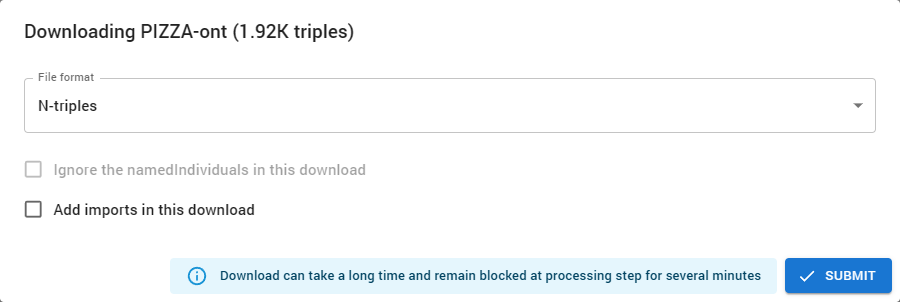 Downloading PIZZA-ont (1.92K triples)
File format
N-triples
Ignore the namedIndividuals in this download
Add imports in this download
Download can take a long time and remain blocked at processing step for several minutes
SUBMIT